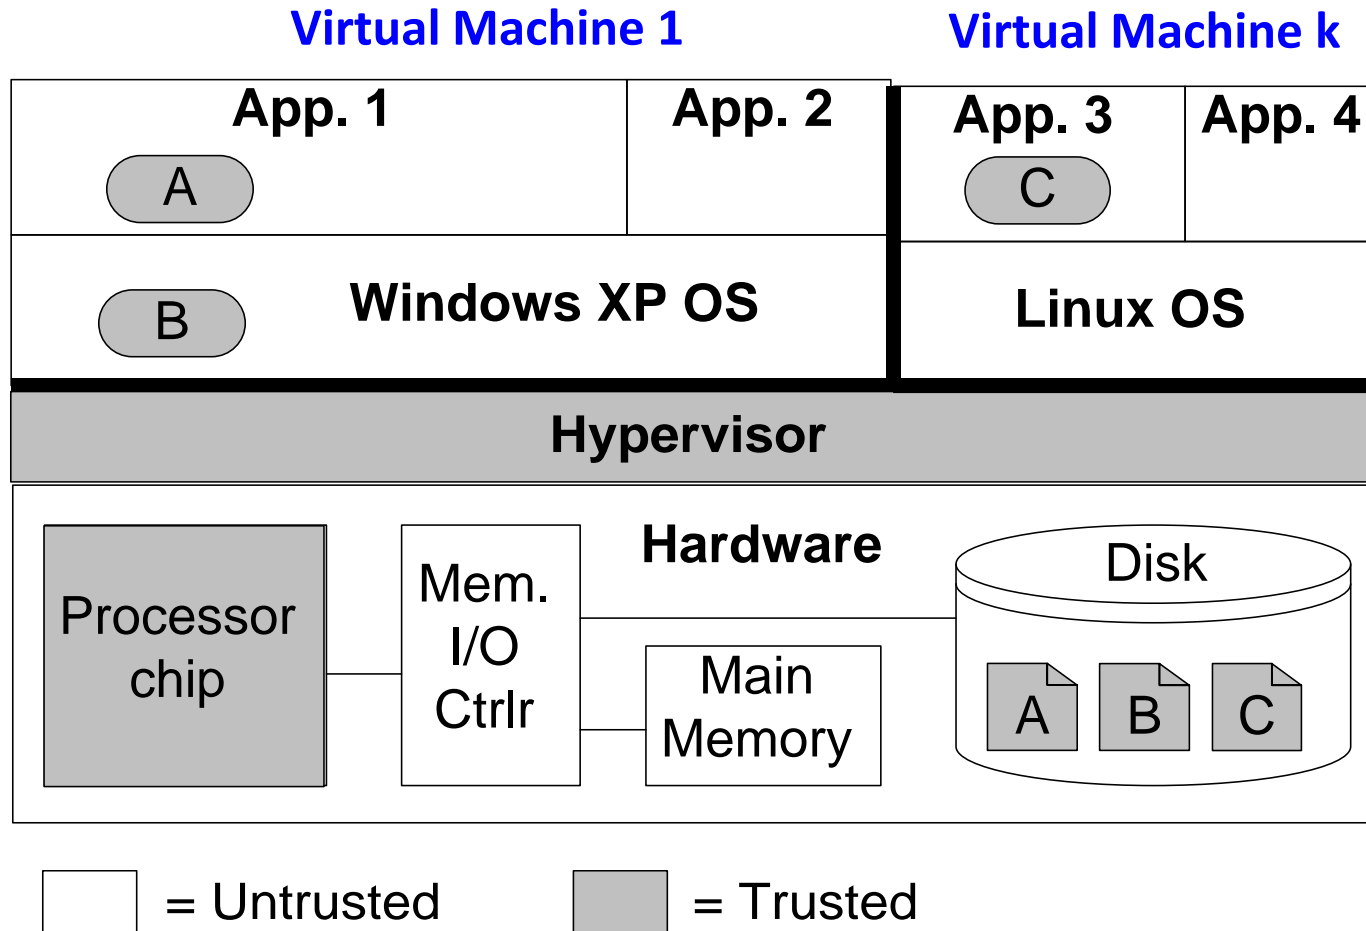 Virtual Machine 1
Virtual Machine k
App. 1
App. 2
App. 3
App. 4
A
C
Windows XP OS
B
Linux OS
Hypervisor
Hardware
Processor
chip
Mem.
I/O
Ctrlr
Main
Memory
Disk
A
B
C
= Untrusted
= Trusted